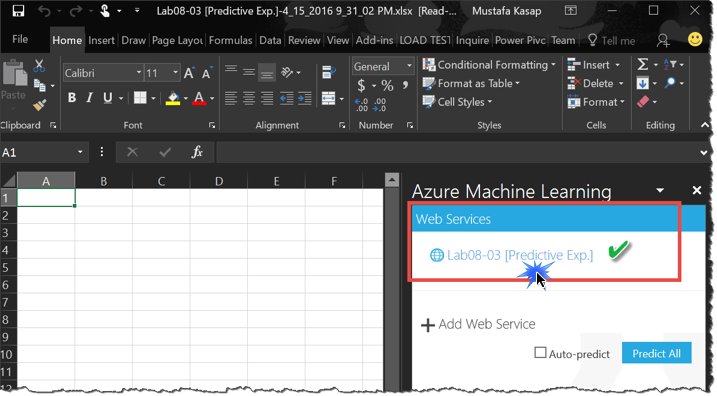 Lab08-03 [Predictive Exp.]-4_15_2016 9_31_02 PM.xlsx [Read-... Mustafa Kasap
File Home Insert Draw Page Layou Formulas Data Review View Add-ins LOAD TEST Inquire Power Pivc Team Tell me
Paste
Calibri 11 A A
B I U A
General
$ % ,
.00
.00
Conditional Formatting
Format as Table
Cell Styles
Insert
Delete
Format
Clipboard Font Alignment Number Styles Cells Editing
A1 fx
A B C D E F
1
2
3
4
5
6
7
8
9
10
11
Azure Machine Learning
Web Services
Lab08-03 [Predictive Exp.]
Add Web Service
Auto-predict Predict All